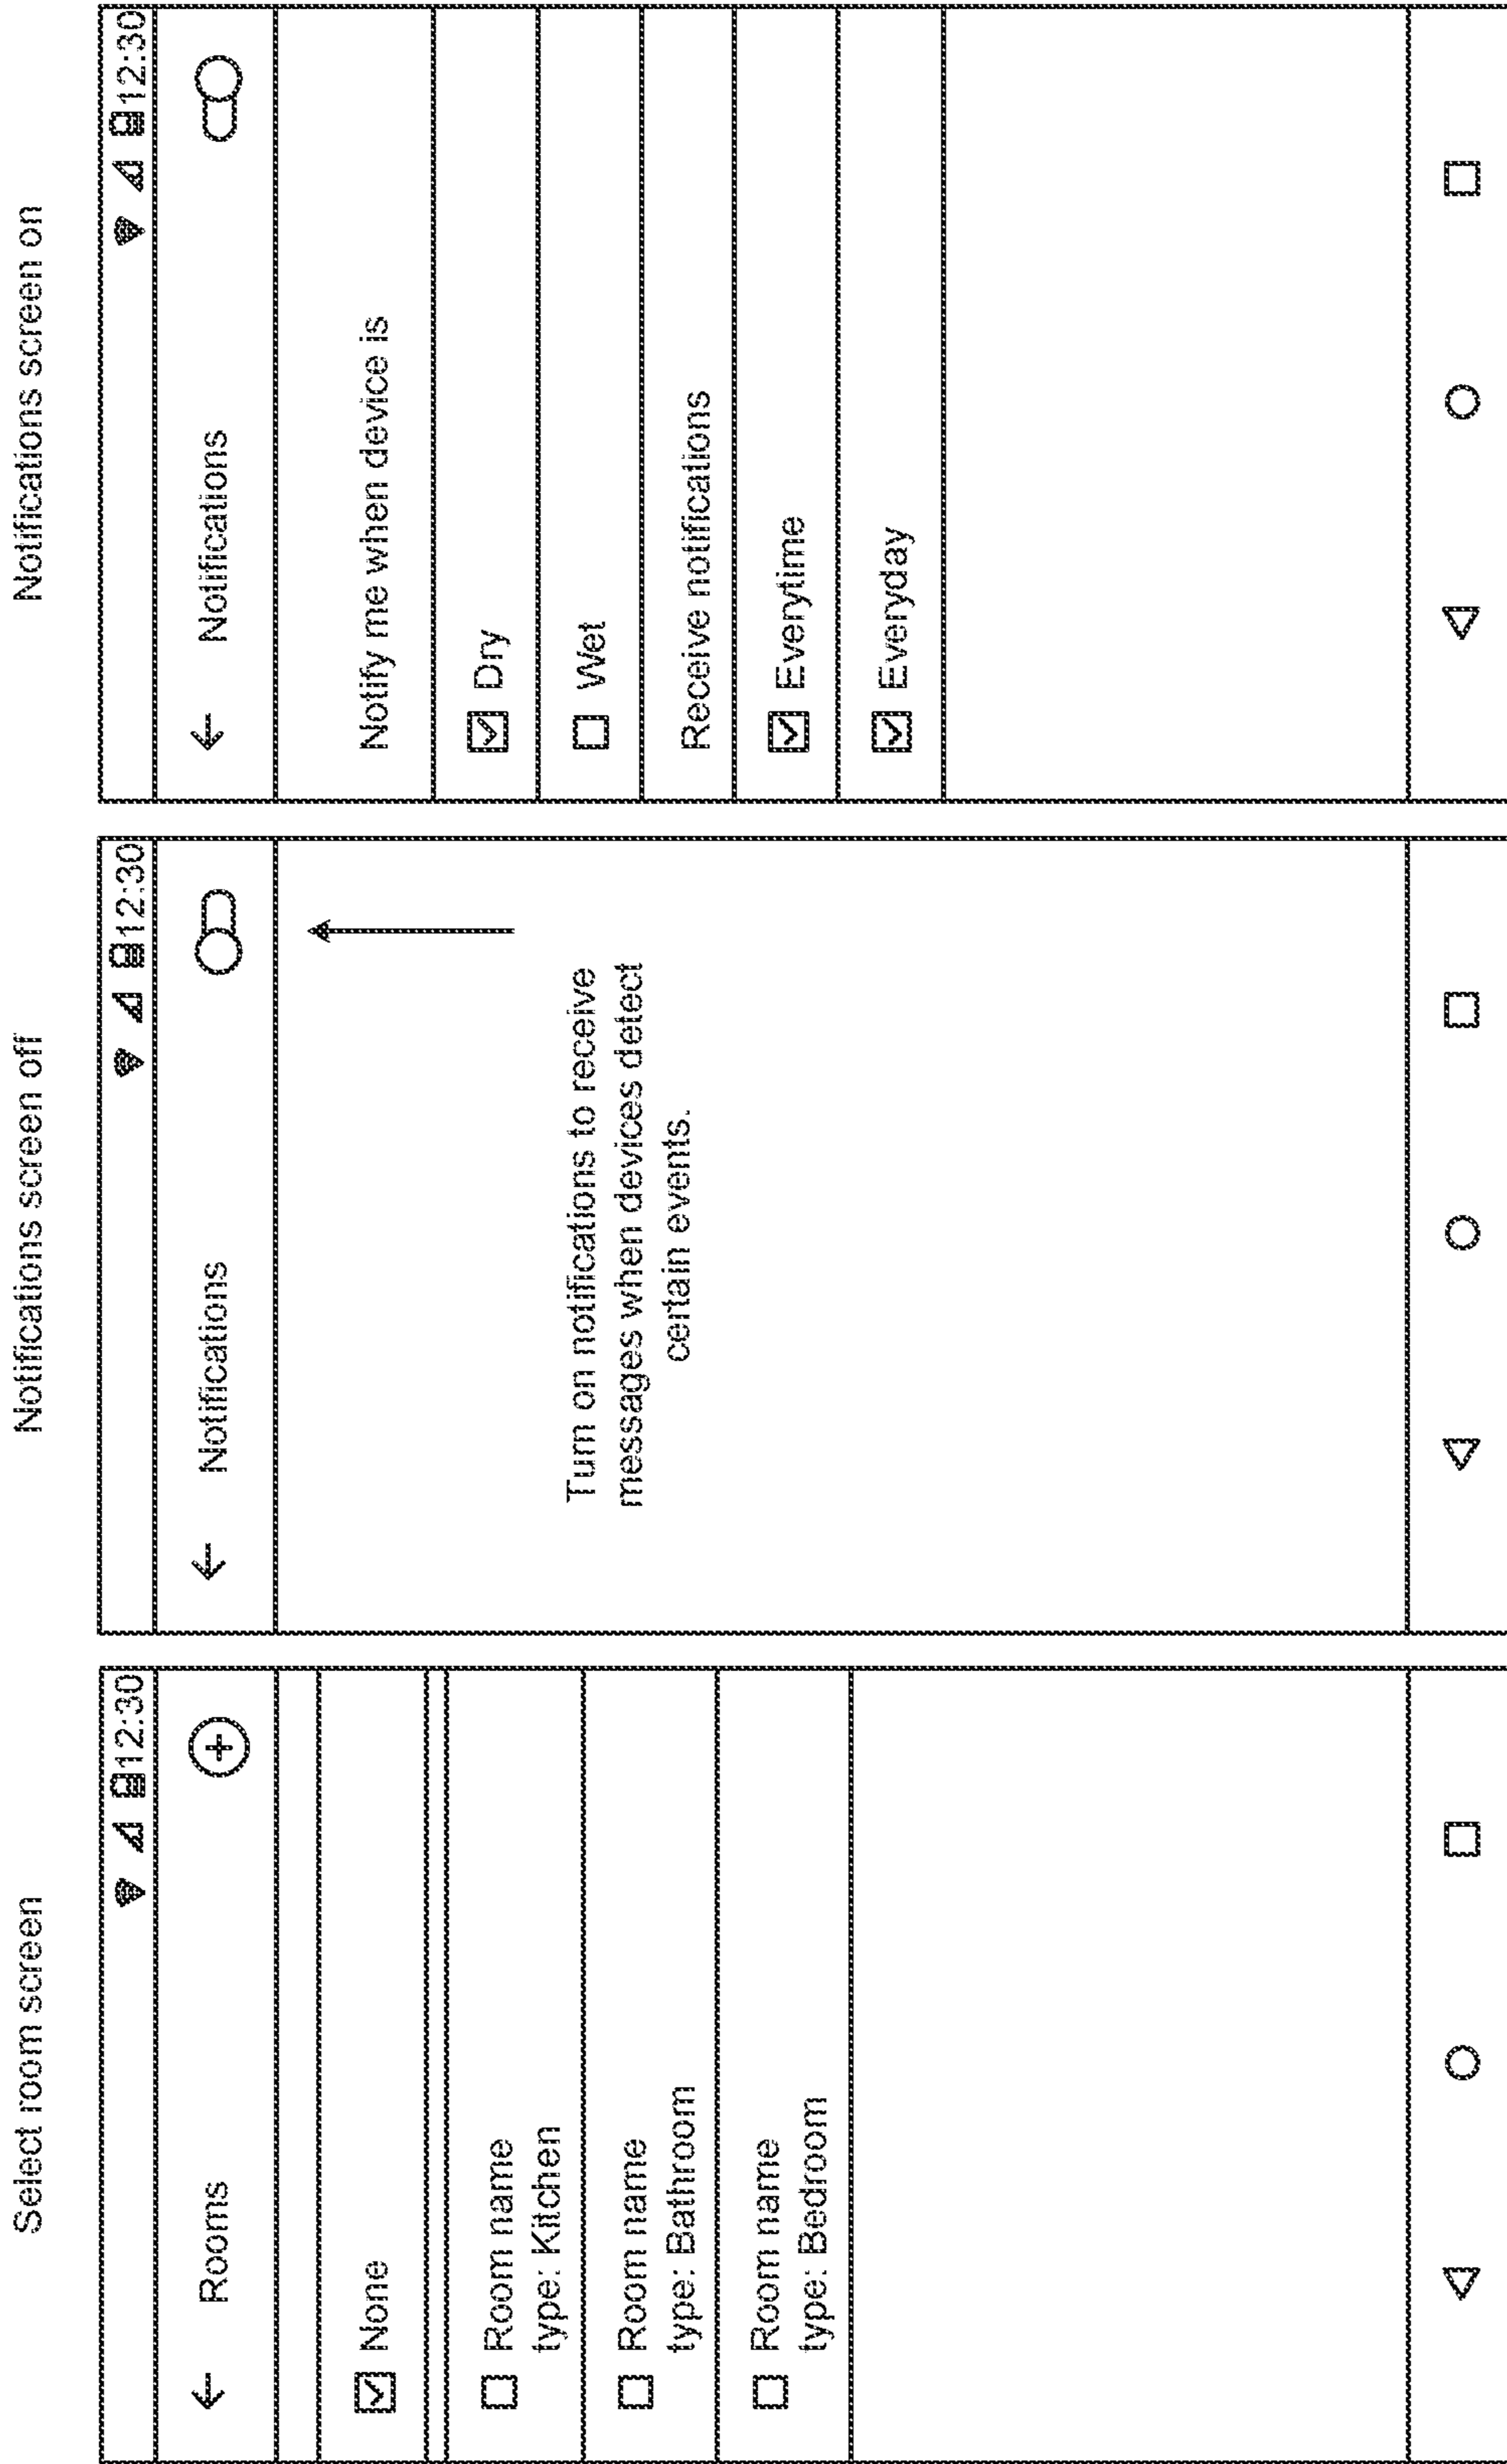 Select room screen
12:30
Rooms
None
Room name
type: Kitchen
Room name
type: Bathroom
Room name
type: Bedroom
Notifications screen off
12:30
Notifications
Turn on notifications to receive
messages when devices detect
certain events.
Notifications screen on
12:30
Notifications
Notify me when device is
Dry
Wet
Receive notifications
Everytime
Everyday